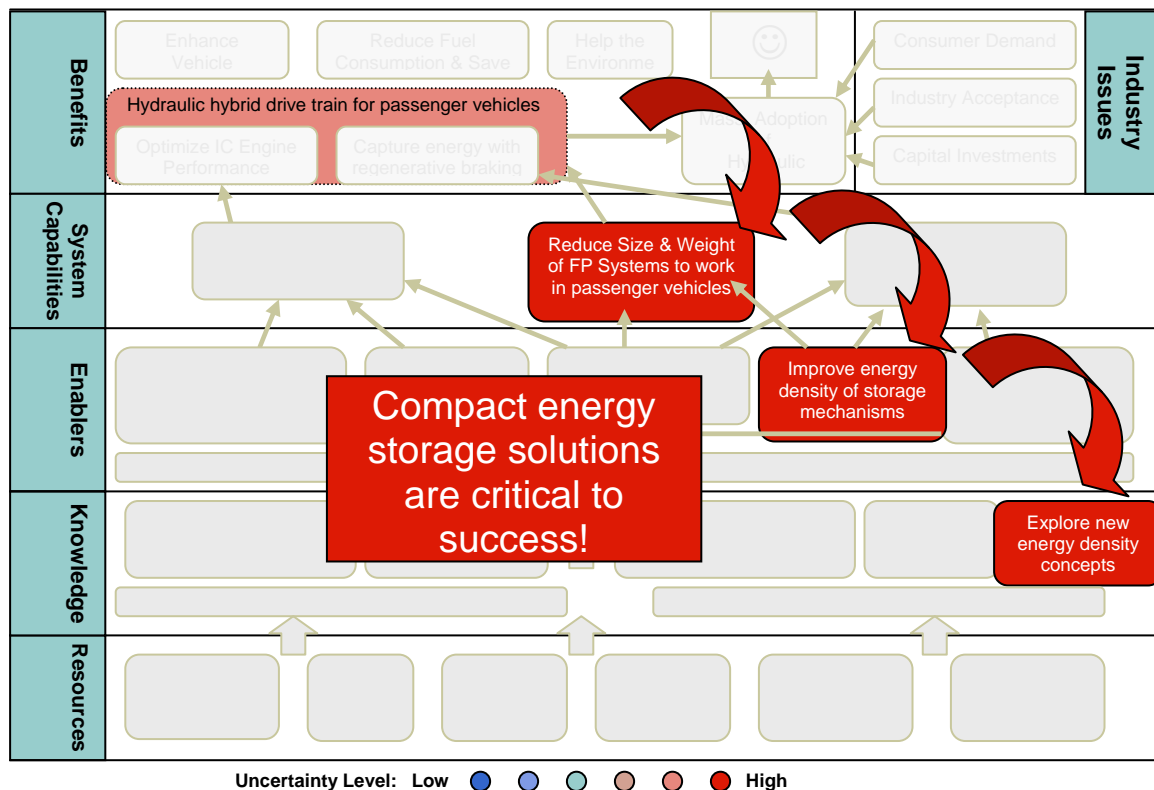 Benefits
Enhance
Vehicle
Reduce Fuel
Consumption & Save
Help the
Environme
Consumer Demand
Industry Acceptance
Capital Investments
Industry
Issues
Hydraulic hybrid drive train for passenger vehicles
Optimize IC Engine
Performance
Capture energy with
regenerative braking
Adoption
Hydraulic
System
Capabilities
Reduce Size & Weight
of FP Systems to work
in passenger vehicles
Enablers
Improve energy
density of storage
mechanisms
Compact energy
storage solutions
are critical to
success!
Knowledge
Explore new
energy density
concepts
Resources
Uncertainty Level: Low High